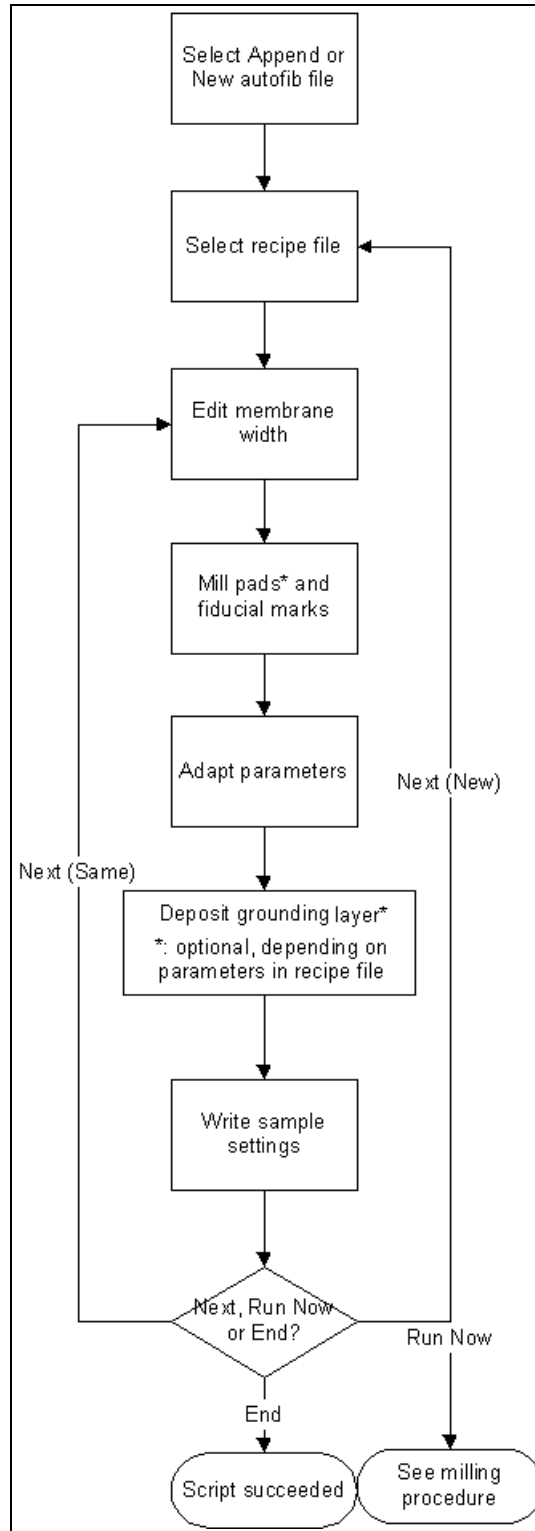 Select Append or
New autofib file
Select recipe file
Edit membrane
width
Mill pads* and
fiducial marks
Adapt parameters
Next (New)
Next (Same)
Deposit grounding layer*
*: optional, depending on
parameters in recipe file
Write sample
settings
Next, Run Now
or End?
Run Now
End
Script succeeded
See milling
procedure